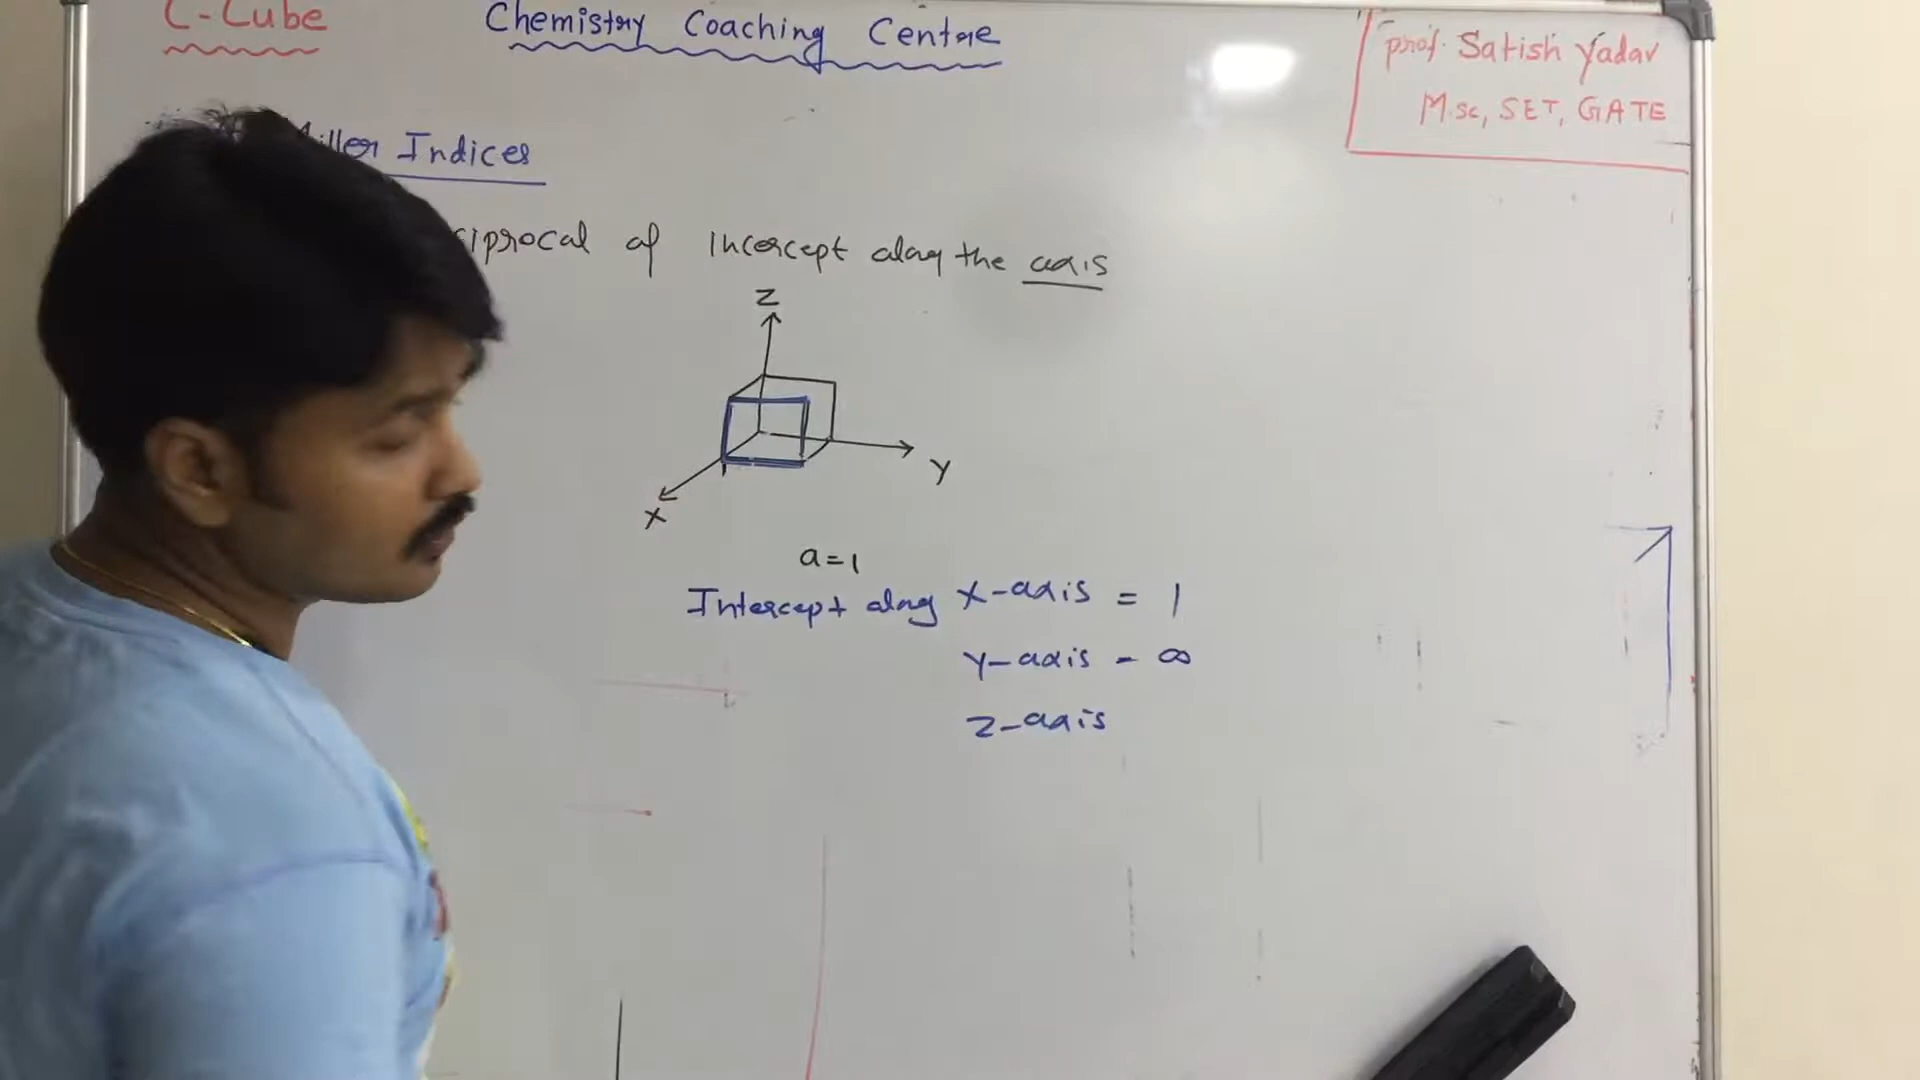 C-Cube
Chemistry Coaching Centre
prof. Satish Yadav
M.sc, SET, GATE
Miller Indices
ciprocal of Intercept along the axis
Z
Y
X
a=1
Intercept along X-axis = 1
Y-axis - ∞
Z-axis